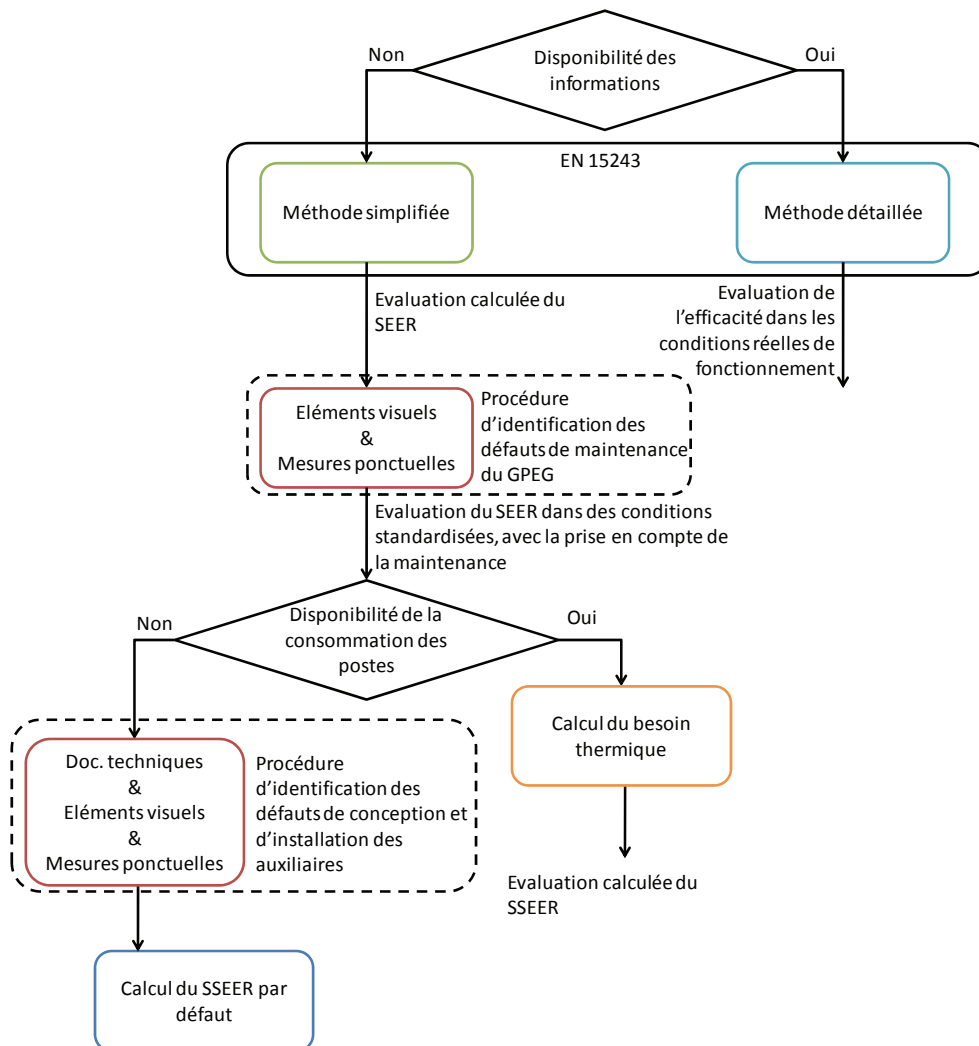 Non
Disponibilité des
informations
Oui
EN 15243
Méthode simplifiée
Méthode détaillée
Evaluation calculée du
SEER
Evaluation de
l’efficacité dans les
conditions réelles de
fonctionnement
Eléments visuels
&
Mesures ponctuelles
Procédure
d’identification des
défauts de maintenance
du GPEG
Evaluation du SEER dans des conditions
standardisées, avec la prise en compte de
la maintenance
Non
Disponibilité de la
consommation des
postes
Oui
Calcul du besoin
thermique
Doc. techniques
&
Eléments visuels
&
Mesures ponctuelles
Procédure
d’identification des
défauts de conception et
d’installation des
auxiliaires
Evaluation calculée du
SSEER
Calcul du SSEER par
défaut